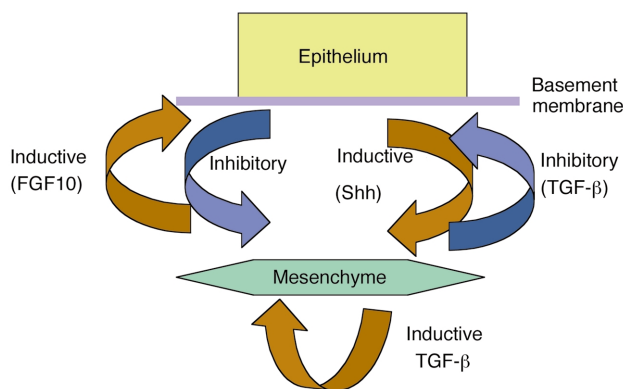 Epithelium
Basement
membrane
Inductive
(FGF10)
Inhibitory
Inductive
(Shh)
Inhibitory
(TGF-β)
Mesenchyme
Inductive
TGF-β